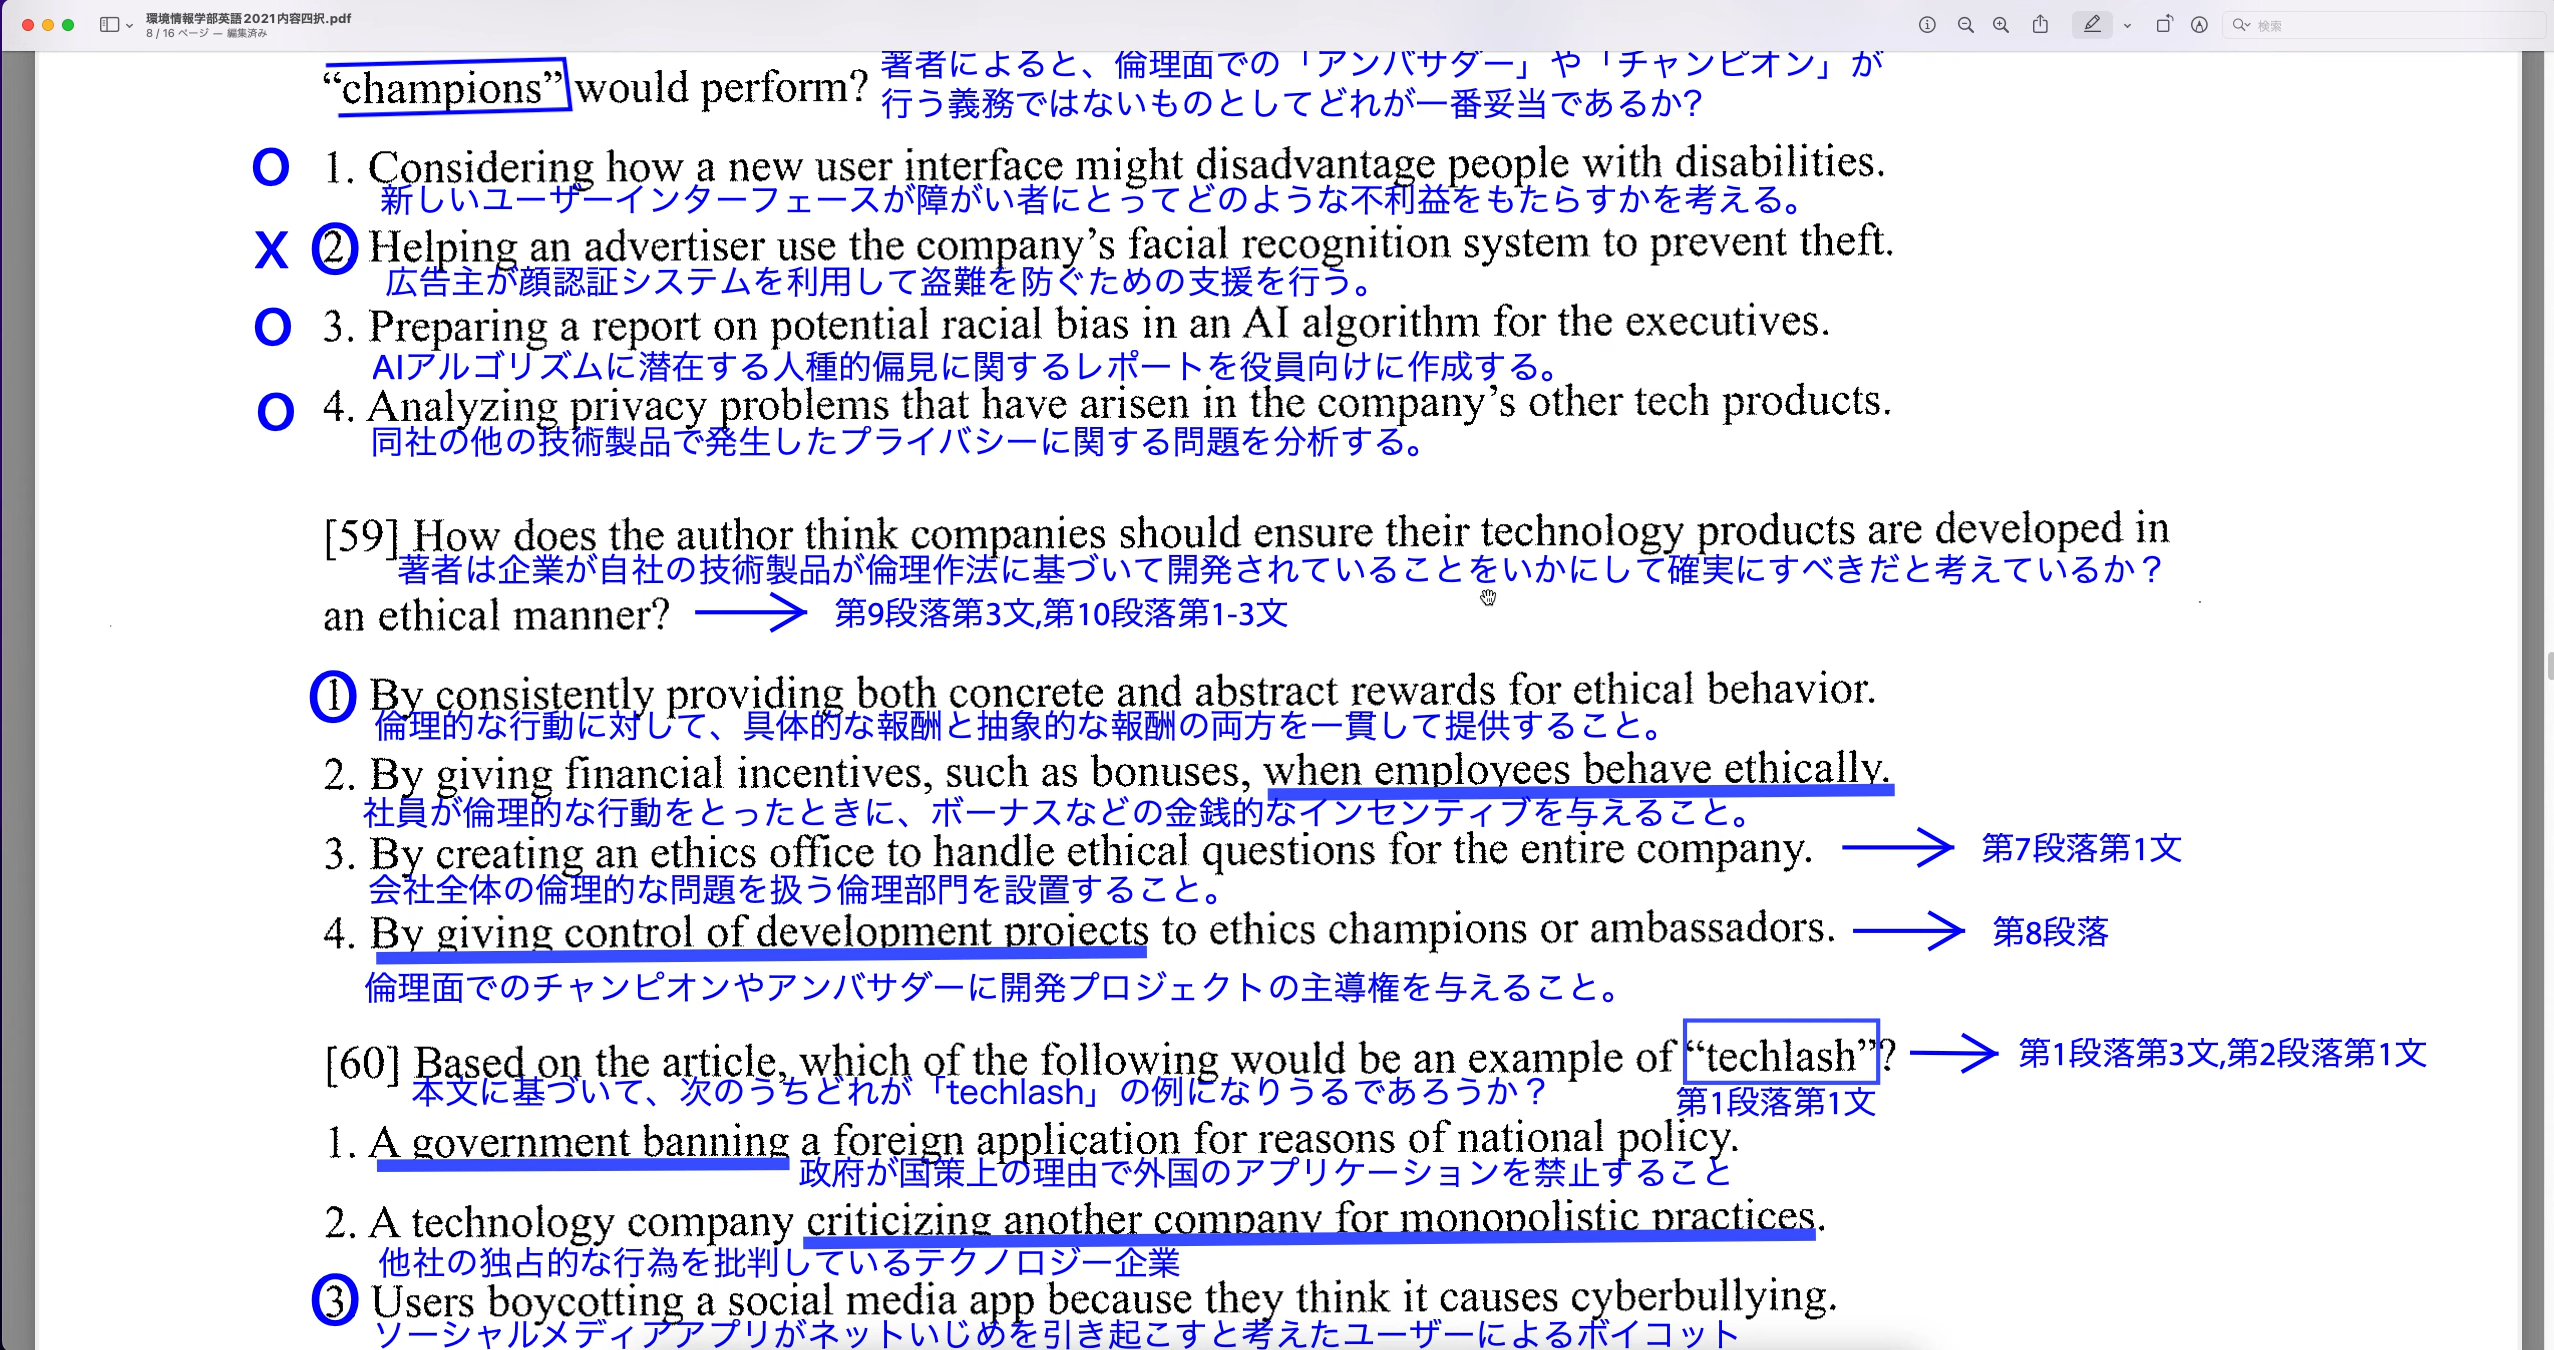 環境情報学部英語2021内容四択.pdf
8 / 16 ページ — 編集済み
検索
“champions” would perform?
著者によると、倫理面での「アンバサダー」や「チャンピオン」が
行う義務ではないものとしてどれが一番妥当であるか?
O 1. Considering how a new user interface might disadvantage people with disabilities.
新しいユーザーインターフェースが障がい者にとってどのような不利益をもたらすかを考える。
X 2. Helping an advertiser use the company’s facial recognition system to prevent theft.
広告主が顔認証システムを利用して盗難を防ぐための支援を行う。
O 3. Preparing a report on potential racial bias in an AI algorithm for the executives.
AIアルゴリズムに潜在する人種的偏見に関するレポートを役員向けに作成する。
O 4. Analyzing privacy problems that have arisen in the company’s other tech products.
同社の他の技術製品で発生したプライバシーに関する問題を分析する。
[59] How does the author think companies should ensure their technology products are developed in
著者は企業が自社の技術製品が倫理作法に基づいて開発されていることをいかにして確実にすべきだと考えているか？
an ethical manner? 第9段落第3文,第10段落第1-3文
1. By consistently providing both concrete and abstract rewards for ethical behavior.
倫理的な行動に対して、具体的な報酬と抽象的な報酬の両方を一貫して提供すること。
2. By giving financial incentives, such as bonuses, when employees behave ethically.
社員が倫理的な行動をとったときに、ボーナスなどの金銭的なインセンティブを与えること。
3. By creating an ethics office to handle ethical questions for the entire company. 第7段落第1文
会社全体の倫理的な問題を扱う倫理部門を設置すること。
4. By giving control of development projects to ethics champions or ambassadors. 第8段落
倫理面でのチャンピオンやアンバサダーに開発プロジェクトの主導権を与えること。
[60] Based on the article, which of the following would be an example of “techlash”? 第1段落第3文,第2段落第1文
本文に基づいて、次のうちどれが「techlash」の例になりうるであろうか？
第1段落第1文
1. A government banning a foreign application for reasons of national policy.
政府が国策上の理由で外国のアプリケーションを禁止すること
2. A technology company criticizing another company for monopolistic practices.
他社の独占的な行為を批判しているテクノロジー企業
3 Users boycotting a social media app because they think it causes cyberbullying.
ソーシャルメディアアプリがネットいじめを引き起こすと考えたユーザーによるボイコット